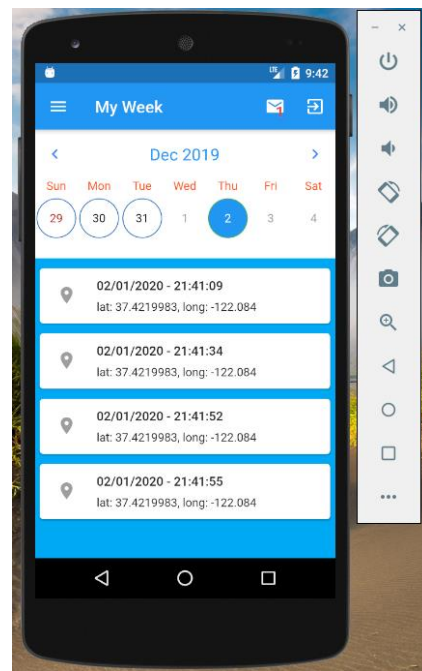 LTE 9:42
My Week 1
Dec 2019
Sun Mon Tue Wed Thu Fri Sat
29 30 31 1 2 3 4
02/01/2020 - 21:41:09
lat: 37.4219983, long: -122.084
02/01/2020 - 21:41:34
lat: 37.4219983, long: -122.084
02/01/2020 - 21:41:52
lat: 37.4219983, long: -122.084
02/01/2020 - 21:41:55
lat: 37.4219983, long: -122.084